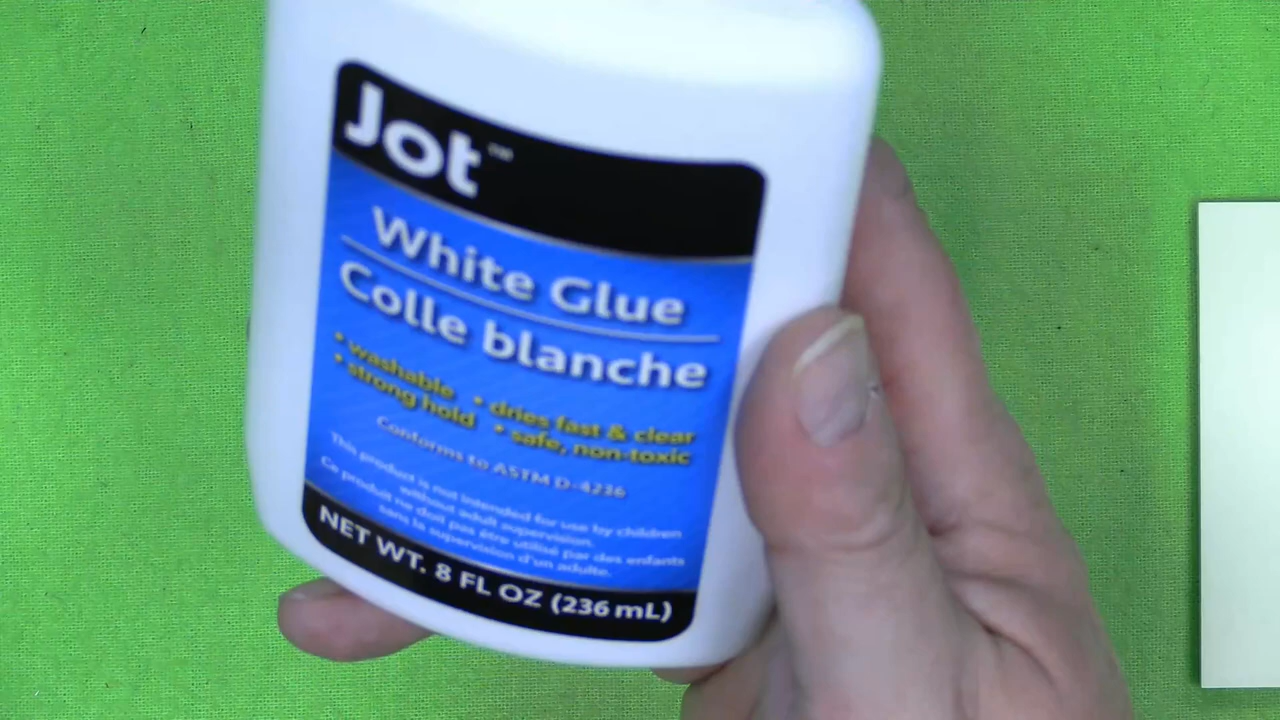 Jot™
White Glue
Colle blanche
• washable • dries fast & clear
• strong hold • safe, non-toxic
Conforms to ASTM D-4236
This product is not intended for use by children
without adult supervision.
Ce produit ne doit pas être utilisé par des enfants
sans la supervision d'un adulte.
NET WT. 8 FL OZ (236 mL)